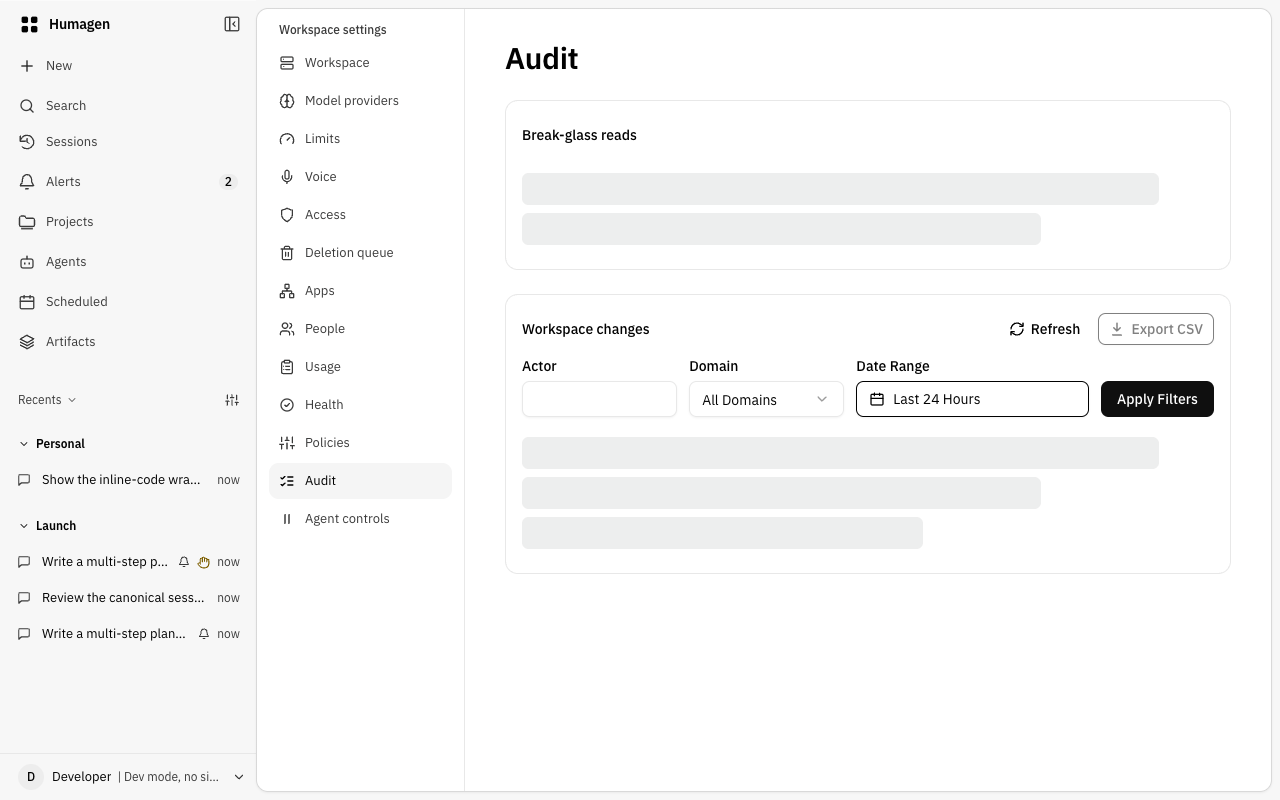 Humagen
New
Search
Sessions
Alerts 2
Projects
Agents
Scheduled
Artifacts
Recents
Personal
Show the inline-code wra... now
Launch
Write a multi-step p... now
Review the canonical sess... now
Write a multi-step plan... now
D Developer | Dev mode, no si...
Workspace settings
Workspace
Model providers
Limits
Voice
Access
Deletion queue
Apps
People
Usage
Health
Policies
Audit
Agent controls
Audit
Break-glass reads
Workspace changes Refresh Export CSV
Actor Domain Date Range
All Domains Last 24 Hours Apply Filters